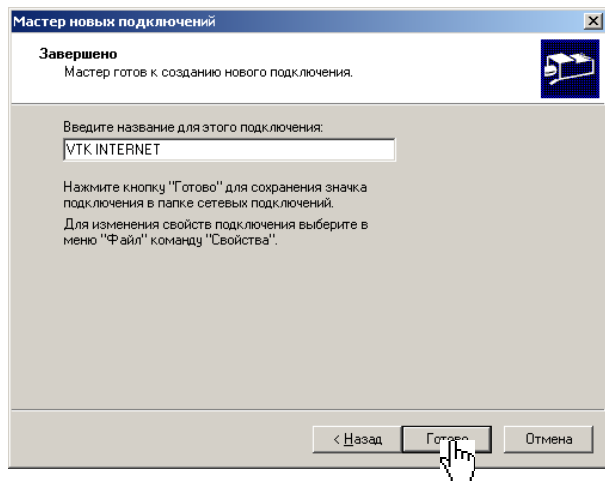 Мастер новых подключений
Завершено
Мастер готов к созданию нового подключения.
Введите название для этого подключения:
VTK INTERNET
Нажмите кнопку "Готово" для сохранения значка
подключения в папке сетевых подключений.
Для изменения свойств подключения выберите в
меню "Файл" команду "Свойства".
< Назад
Готово
Отмена